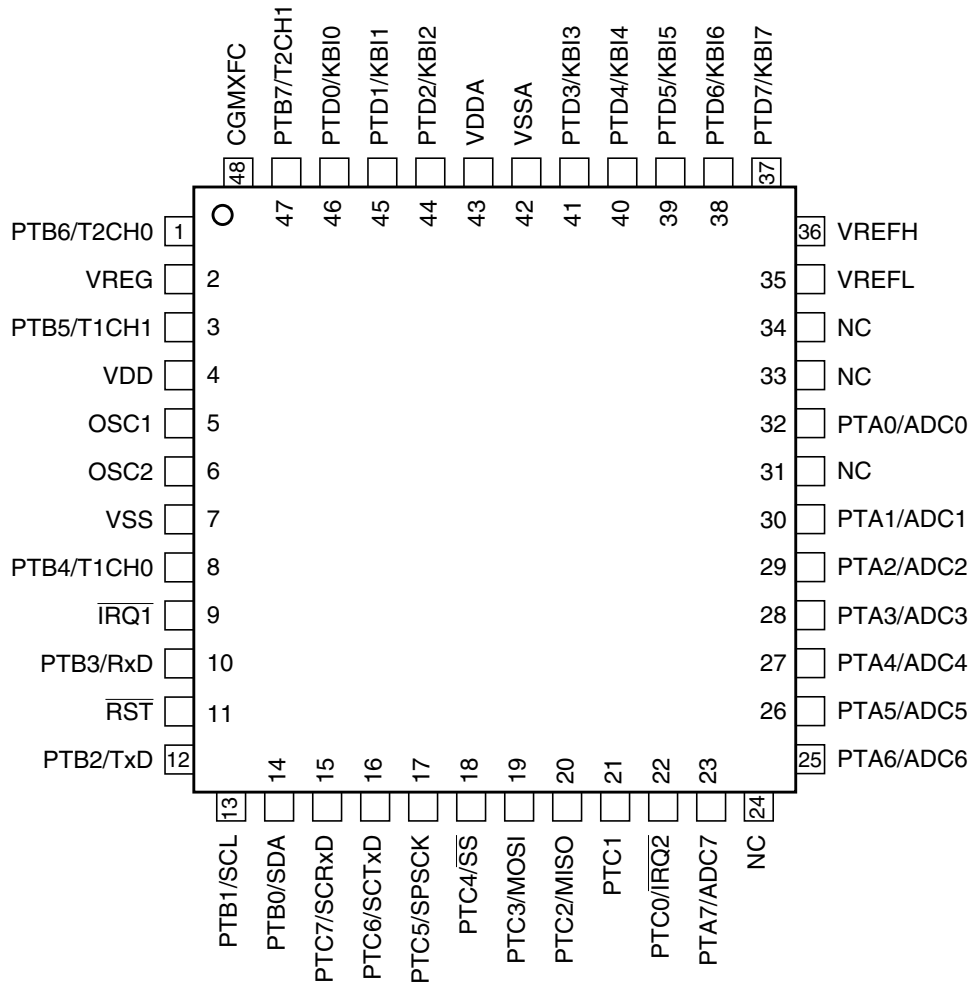 CGMXFC
PTB7/T2CH1
PTD0/KBI0
PTD1/KBI1
PTD2/KBI2
VDDA
VSSA
PTD3/KBI3
PTD4/KBI4
PTD5/KBI5
PTD6/KBI6
PTD7/KBI7
48
47
46
45
44
43
42
41
40
39
38
37
PTB6/T2CH0 1
VREG 2
PTB5/T1CH1 3
VDD 4
OSC1 5
OSC2 6
VSS 7
PTB4/T1CH0 8
IRQ1 9
PTB3/RxD 10
RST 11
PTB2/TxD 12
36 VREFH
35 VREFL
34 NC
33 NC
32 PTA0/ADC0
31 NC
30 PTA1/ADC1
29 PTA2/ADC2
28 PTA3/ADC3
27 PTA4/ADC4
26 PTA5/ADC5
25 PTA6/ADC6
13
14
15
16
17
18
19
20
21
22
23
24
PTB1/SCL
PTB0/SDA
PTC7/SCRxD
PTC6/SCTxD
PTC5/SPSCK
PTC4/SS
PTC3/MOSI
PTC2/MISO
PTC1
PTC0/IRQ2
PTA7/ADC7
NC